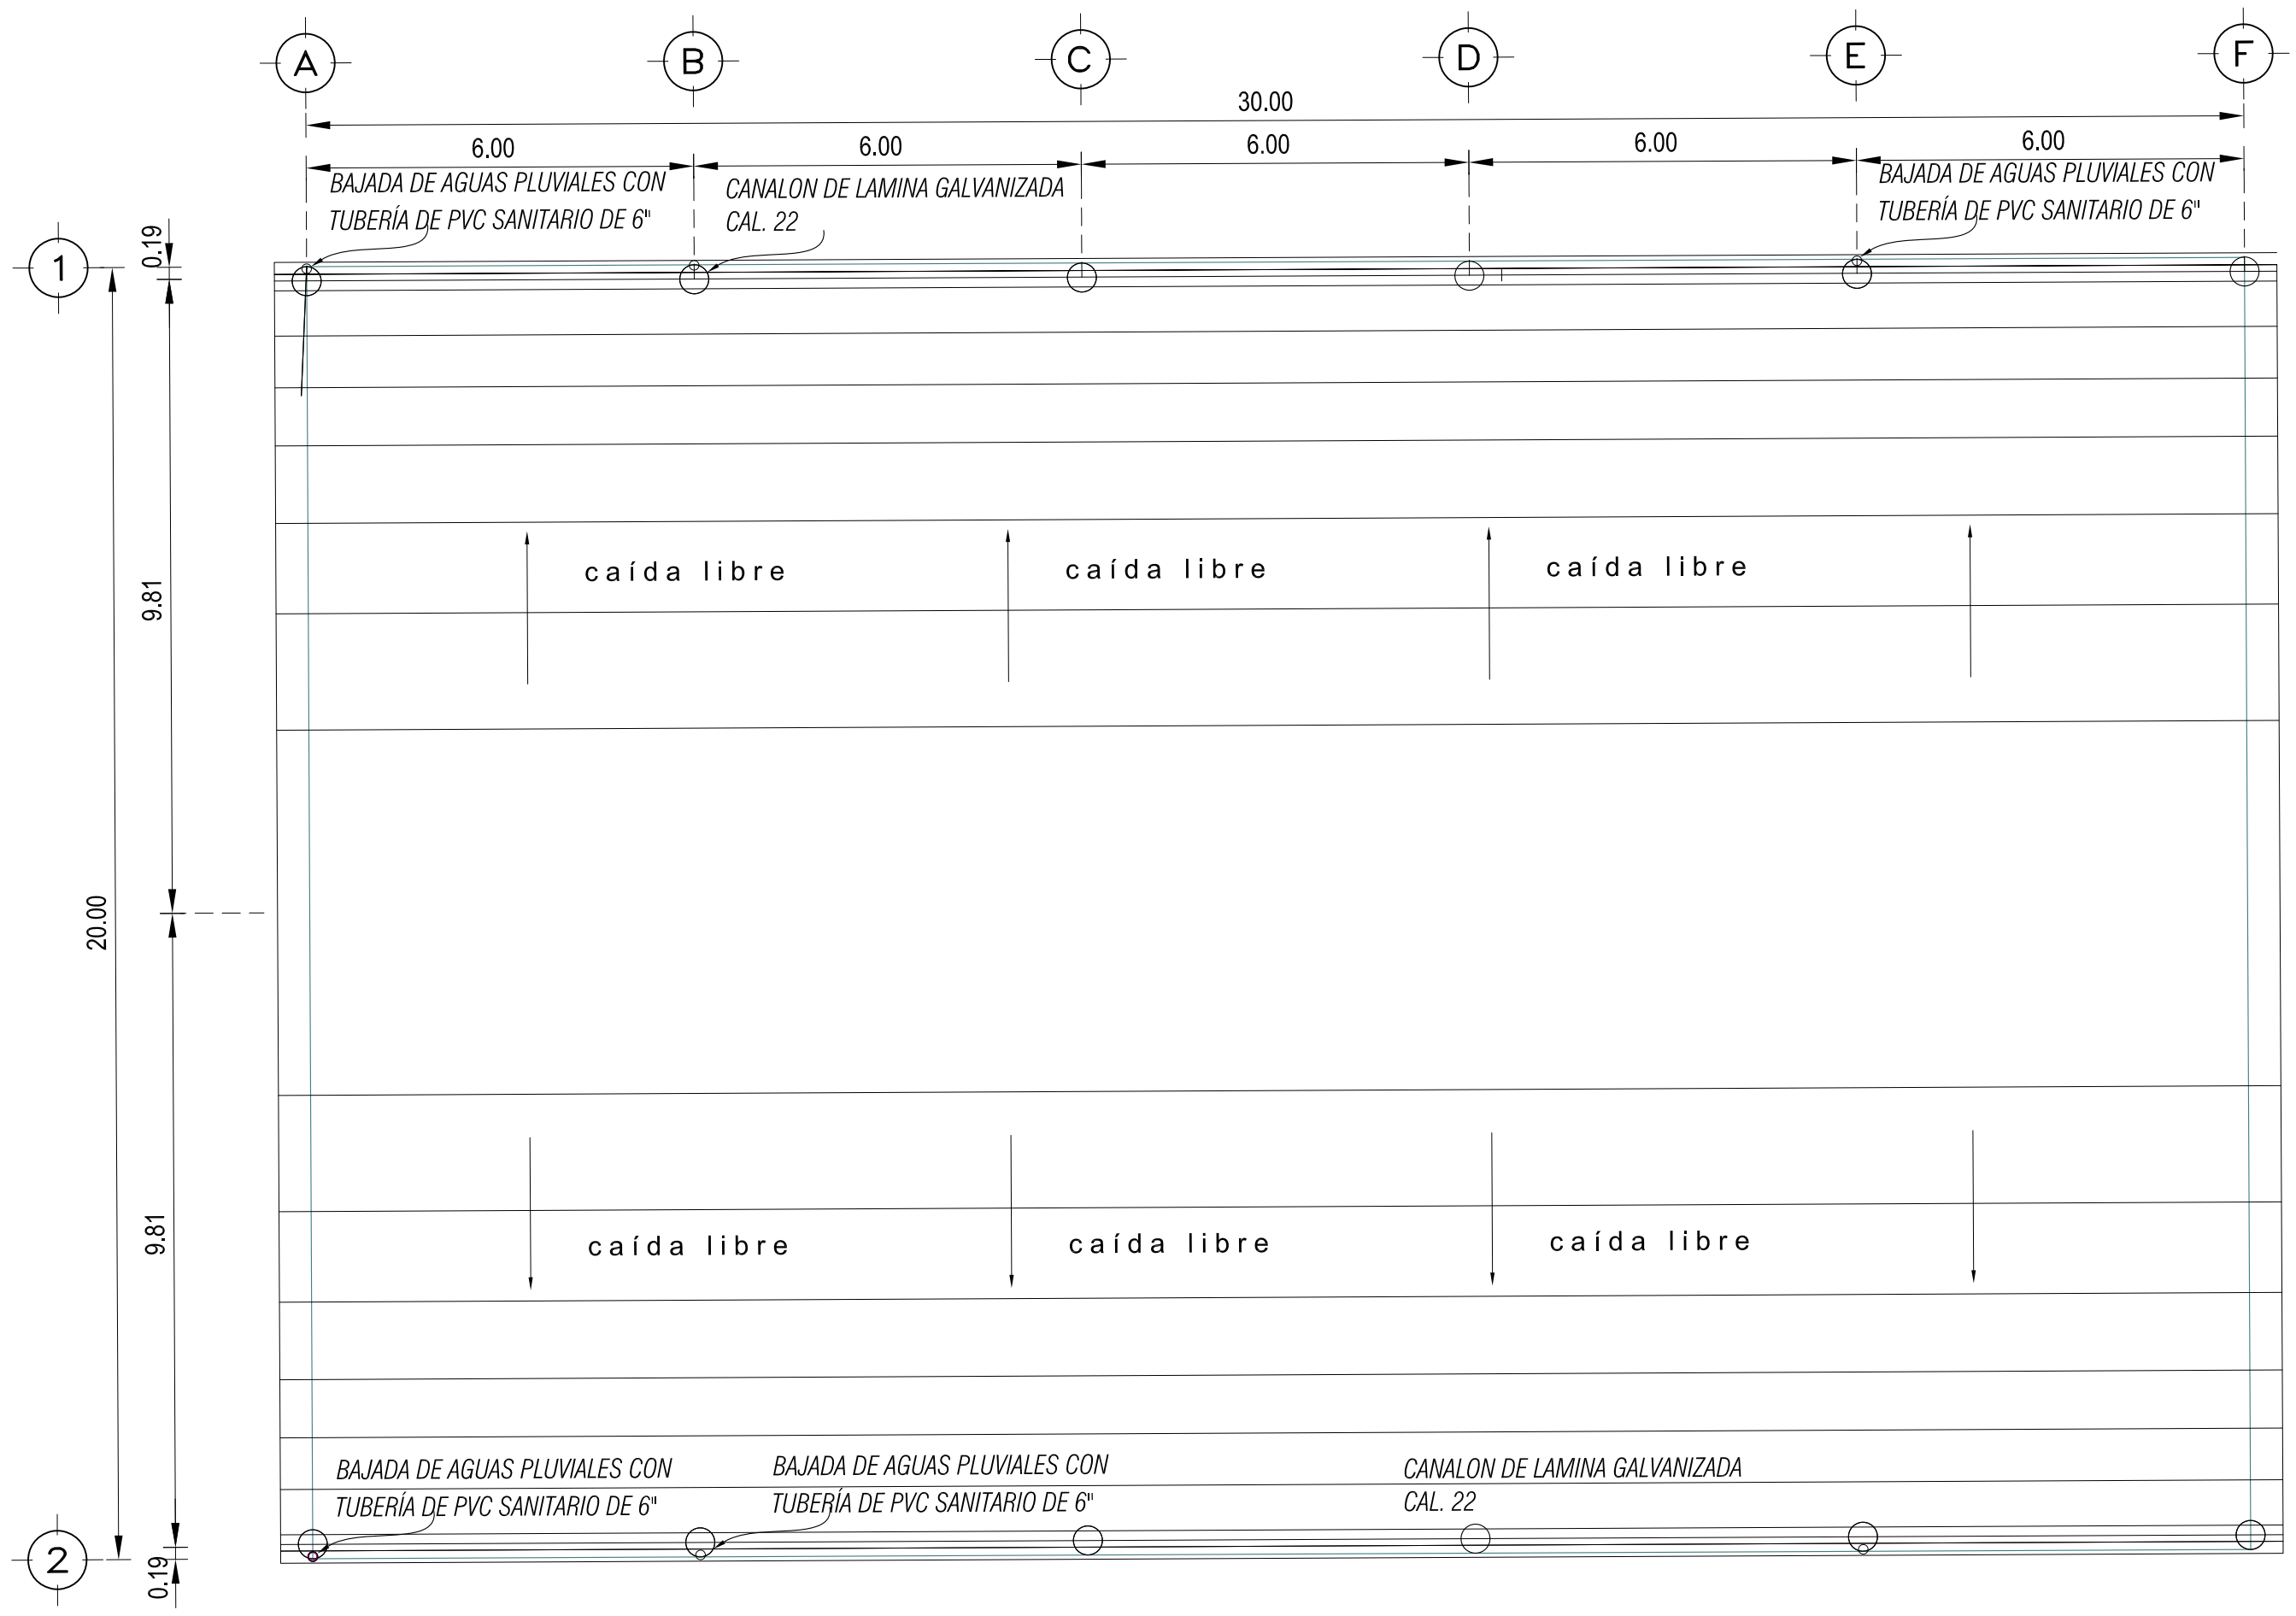 A B C D E F
30.00
6.00 6.00 6.00 6.00 6.00
BAJADA DE AGUAS PLUVIALES CON
TUBERÍA DE PVC SANITARIO DE 6"
CANALON DE LAMINA GALVANIZADA
CAL. 22
BAJADA DE AGUAS PLUVIALES CON
TUBERÍA DE PVC SANITARIO DE 6"
1
0.19
caída libre caída libre caída libre
9.81
20.00
9.81
caída libre caída libre caída libre
BAJADA DE AGUAS PLUVIALES CON
TUBERÍA DE PVC SANITARIO DE 6"
BAJADA DE AGUAS PLUVIALES CON
TUBERÍA DE PVC SANITARIO DE 6"
CANALON DE LAMINA GALVANIZADA
CAL. 22
2
0.19